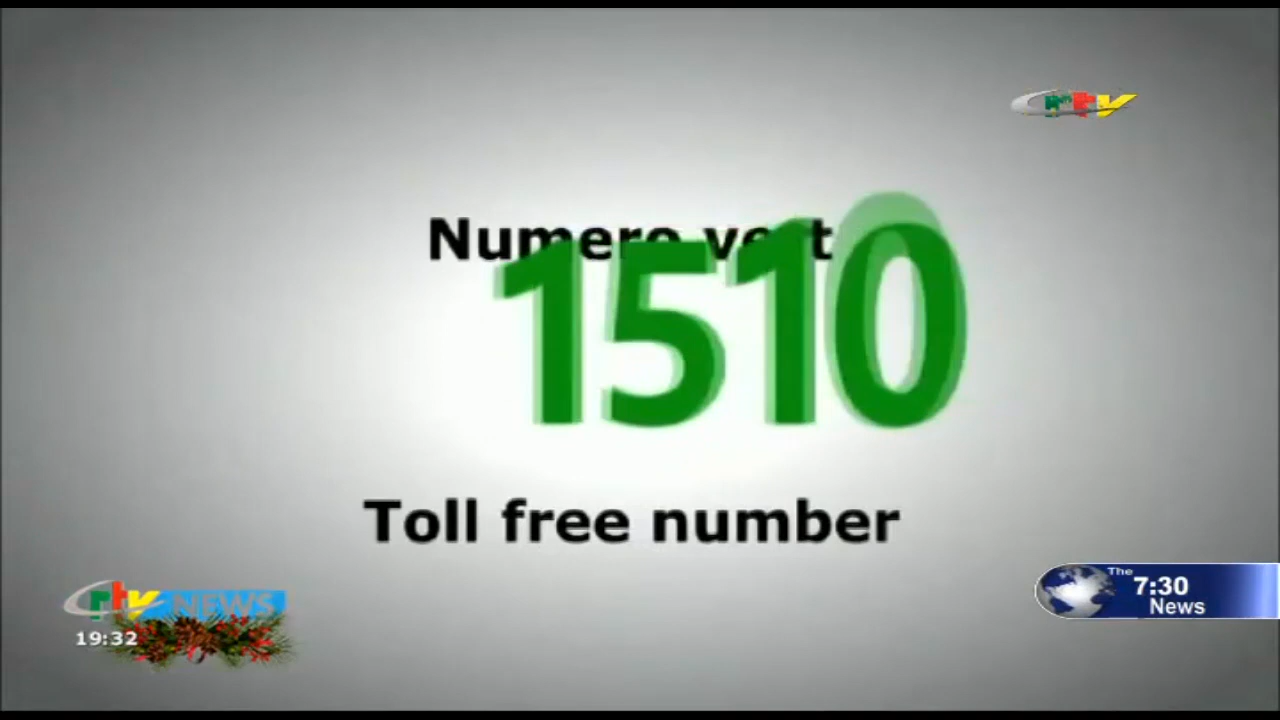 crtv
Numero vert
1510
Toll free number
The
7:30
News
crtv NEWS
19:32